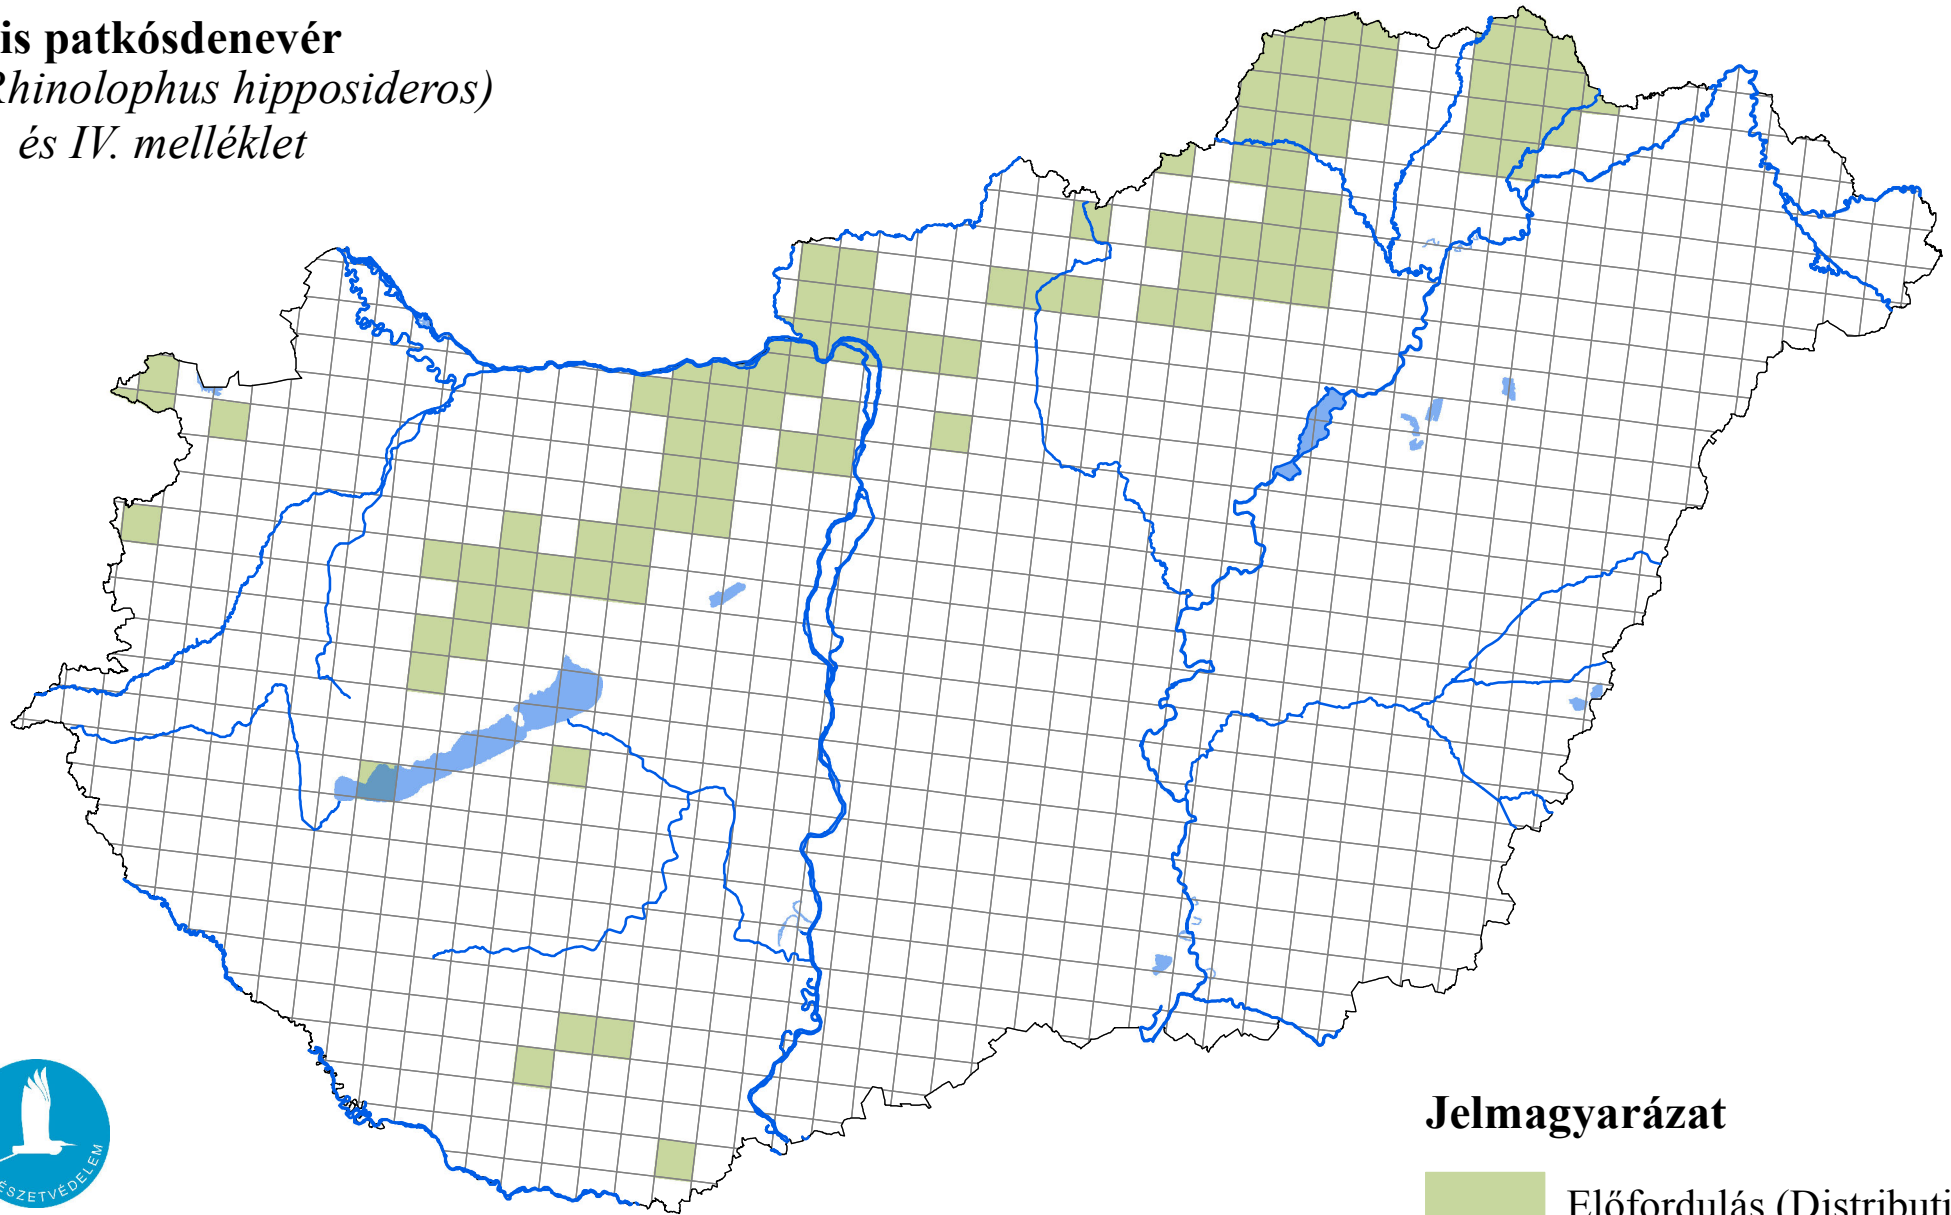 is patkósdenevér
Rhinolophus hipposideros)
és IV. melléklet
Jelmagyarázat
Előfordulás (Distributi
ÉSZETVÉDELEM